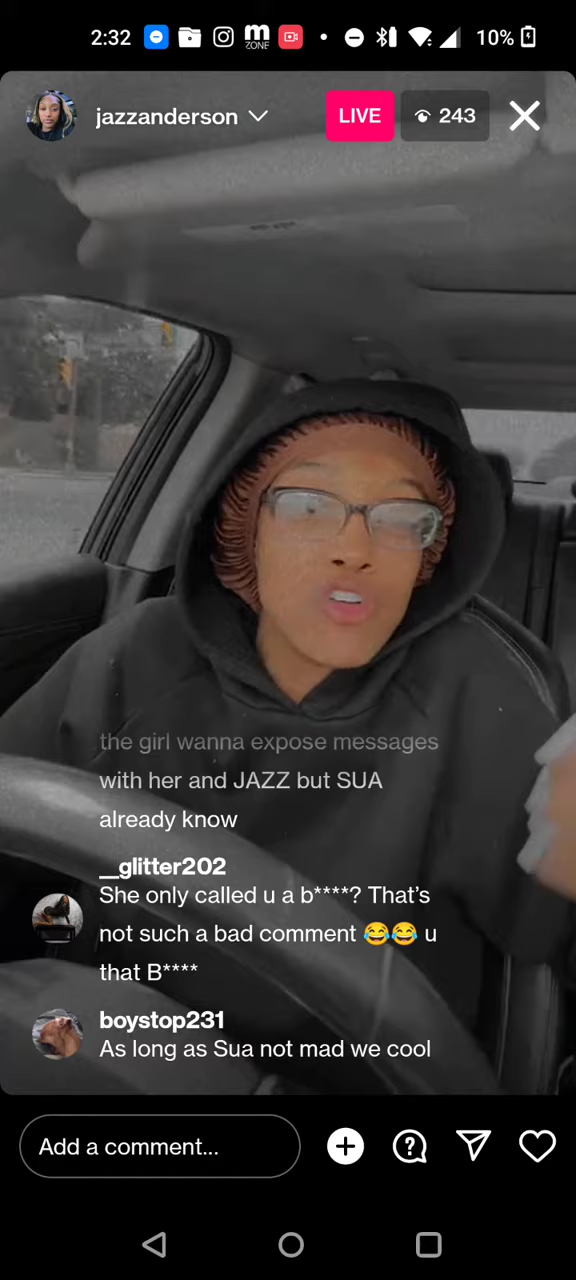 2:32
m
ZONE
10%
jazzanderson
LIVE
243
the girl wanna expose messages
with her and JAZZ but SUA
already know
__glitter202
She only called u a b****? That’s
not such a bad comment 😂😂 u
that B****
boystop231
As long as Sua not mad we cool
Add a comment...